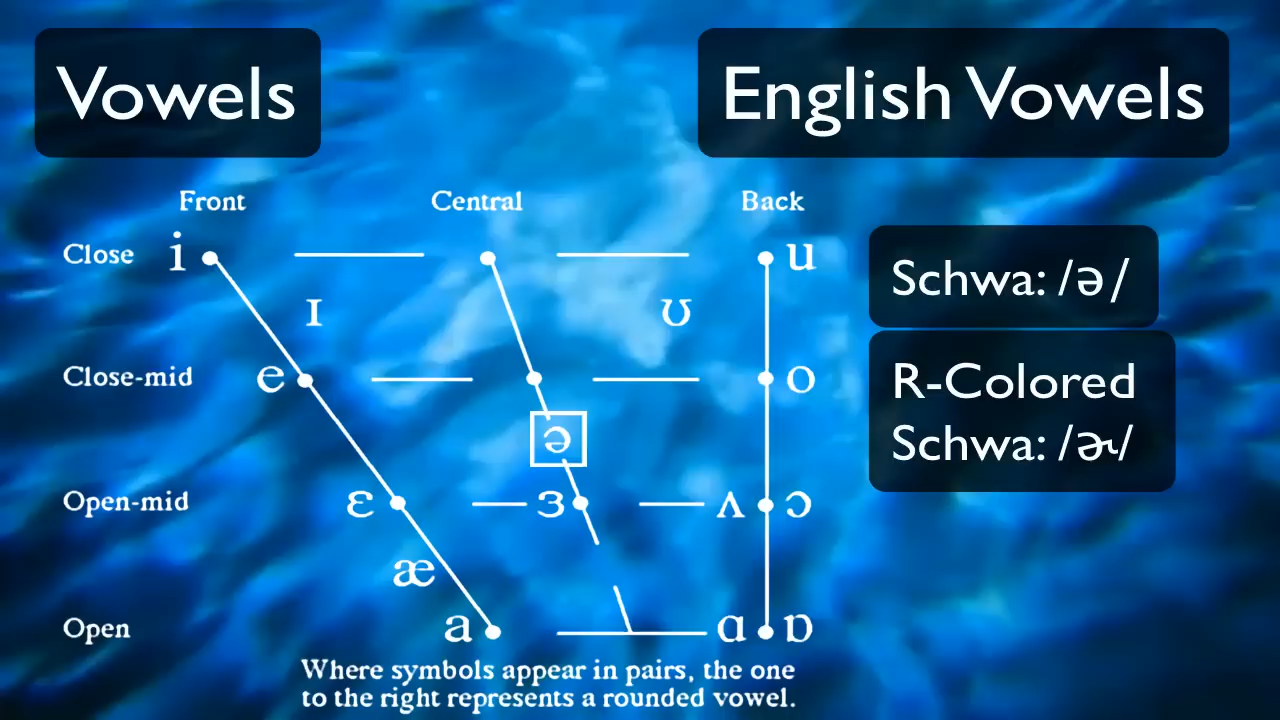 Vowels
English Vowels
Front Central Back
Close i u
ɪ ʊ
Close-mid e o
ə
Open-mid ɛ ɜ ʌ ɔ
æ
Open a ɑ ɒ
Where symbols appear in pairs, the one
to the right represents a rounded vowel.
Schwa: /ə/
R-Colored
Schwa: /ɚ/